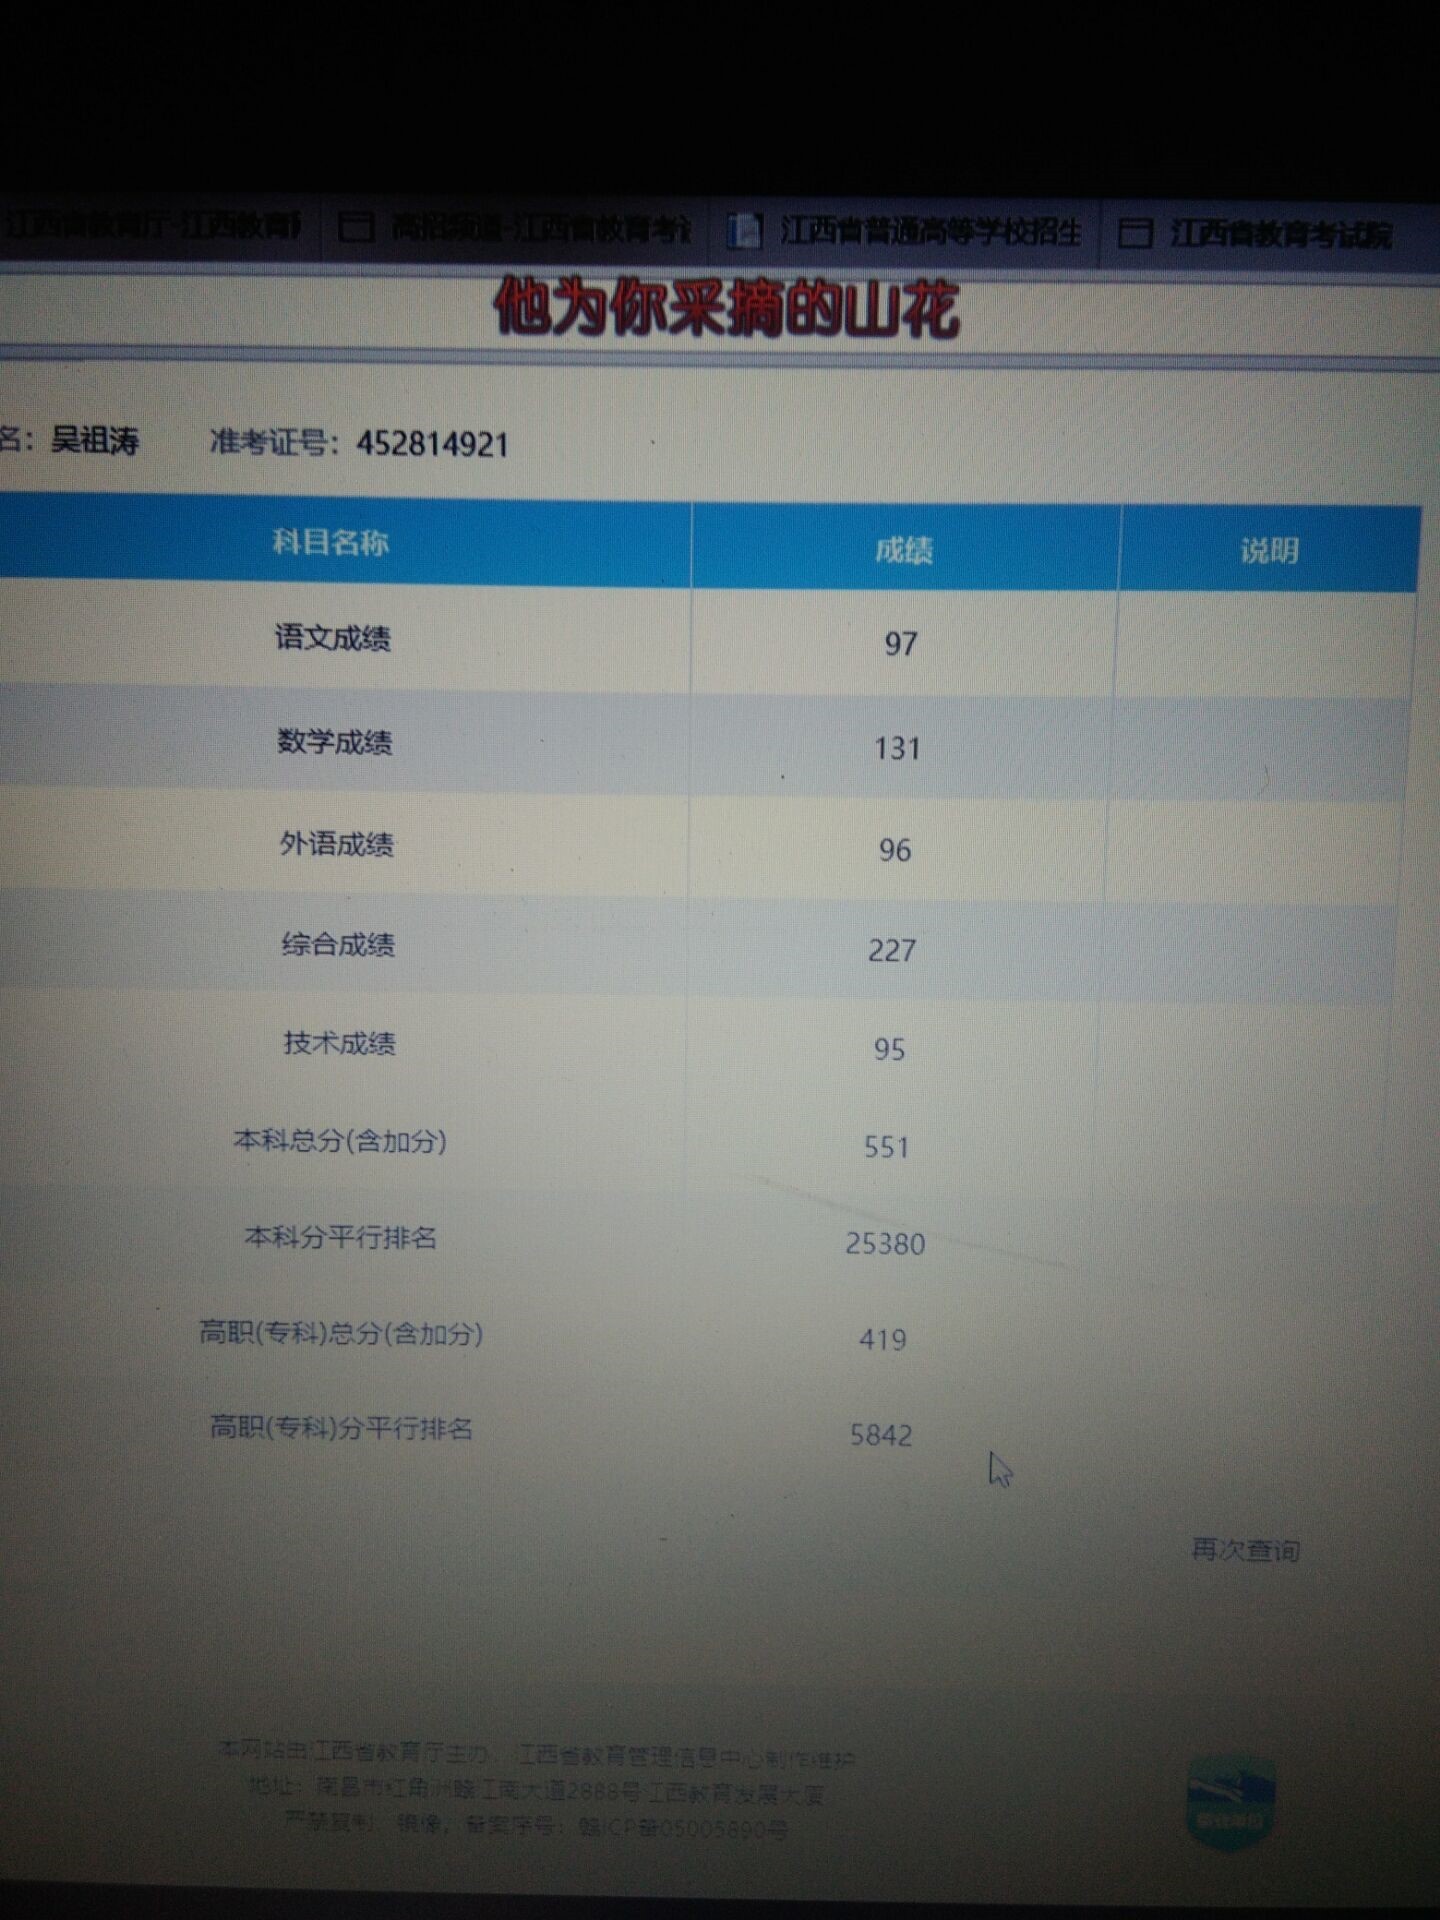 江西省教育厅-江西教育
高招频道-江西省教育考
江西省普通高等学校招生
江西省教育考试院
他为你采摘的山花
名：吴祖涛 准考证号：452814921
科目名称 成绩 说明
语文成绩 97
数学成绩 131
外语成绩 96
综合成绩 227
技术成绩 95
本科总分(含加分) 551
本科分平行排名 25380
高职(专科)总分(含加分) 419
高职(专科)分平行排名 5842
再次查询
本网站由江西省教育厅主办，江西省教育管理信息中心制作维护
地址：南昌市红角洲赣江南大道2888号江西教育发展大厦
严禁复制、镜像，备案序号：赣ICP备05005890号